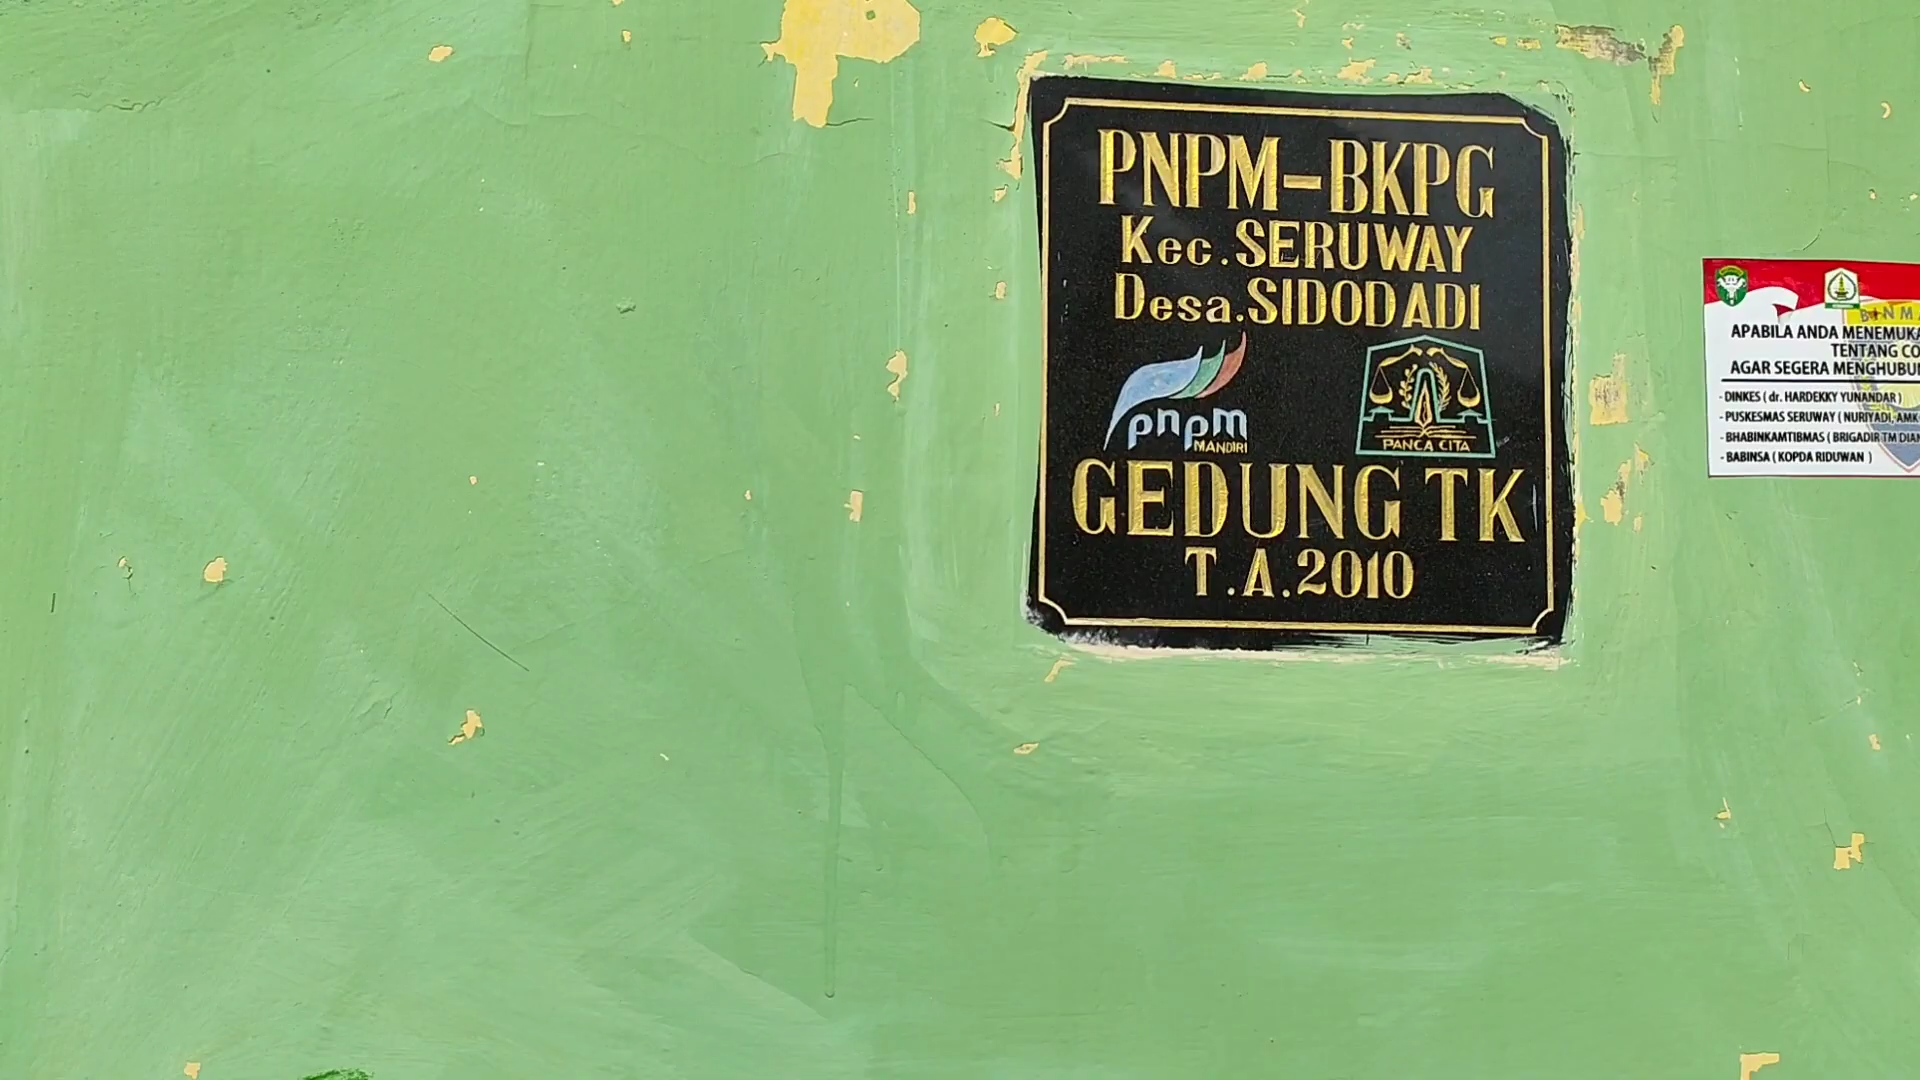 PNPM-BKPG
Kec.SERUWAY
Desa.SIDODADI
pnpm
MANDIRI
PANCA CITA
GEDUNG TK
T.A.2010
APABILA ANDA MENEMUKA
TENTANG CO
AGAR SEGERA MENGHUBUN
- DINKES ( dr. HARDEKKY YUNANDAR )
- PUSKESMAS SERUWAY ( NURIYADI, AMK
- BHABINKAMTIBMAS ( BRIGADIR TM DIAN
- BABINSA ( KOPDA RIDUWAN )